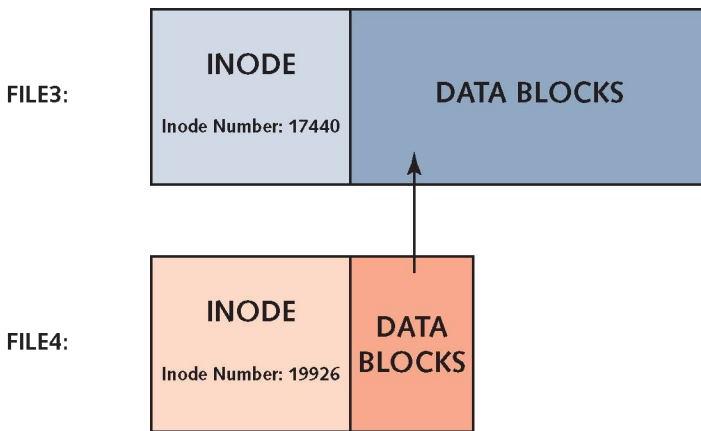 FILE3:
INODE
Inode Number: 17440
DATA BLOCKS
FILE4:
INODE
Inode Number: 19926
DATA
BLOCKS